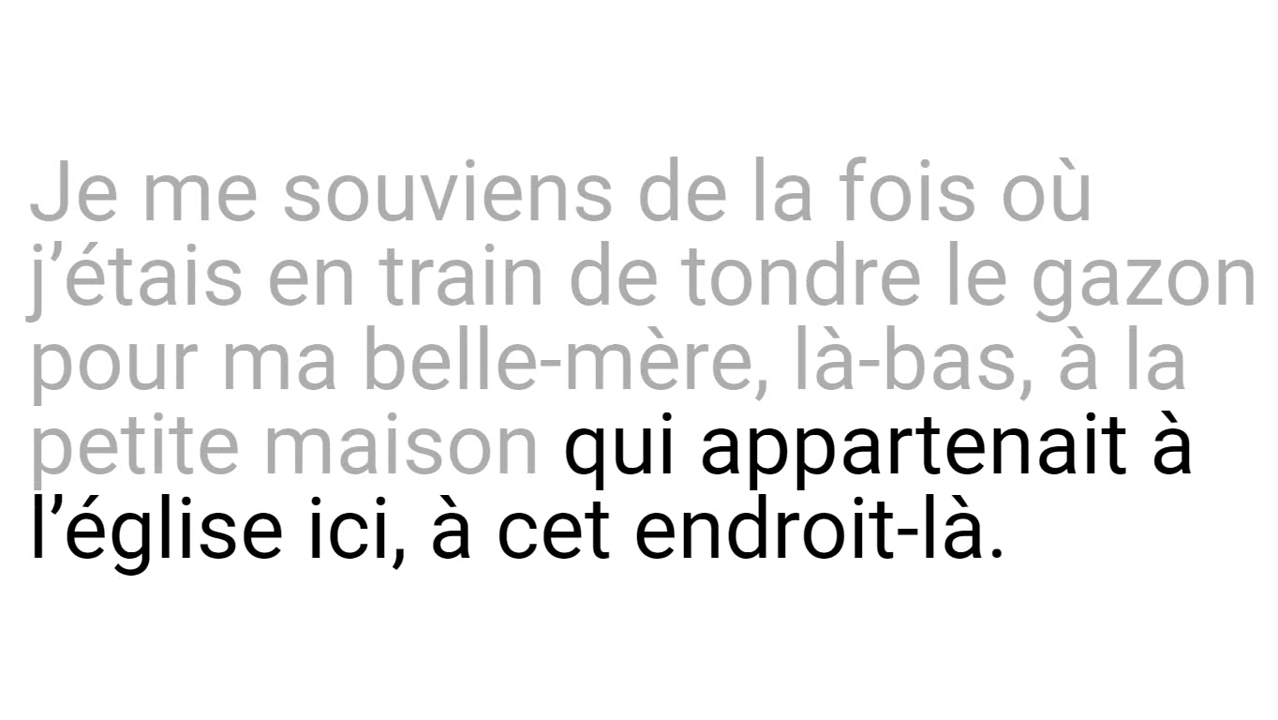 Je me souviens de la fois où
j’étais en train de tondre le gazon
pour ma belle-mère, là-bas, à la
petite maison qui appartenait à
l’église ici, à cet endroit-là.